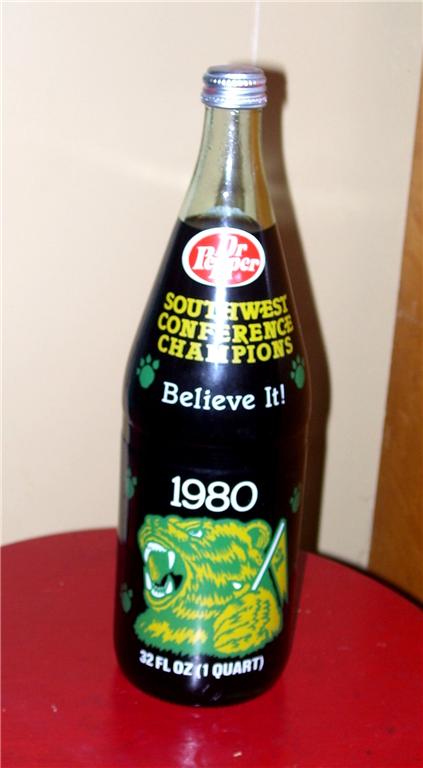 Dr
Pepper
SOUTHWEST
CONFERENCE
CHAMPIONS
Believe It!
1980
32 FL OZ (1 QUART)